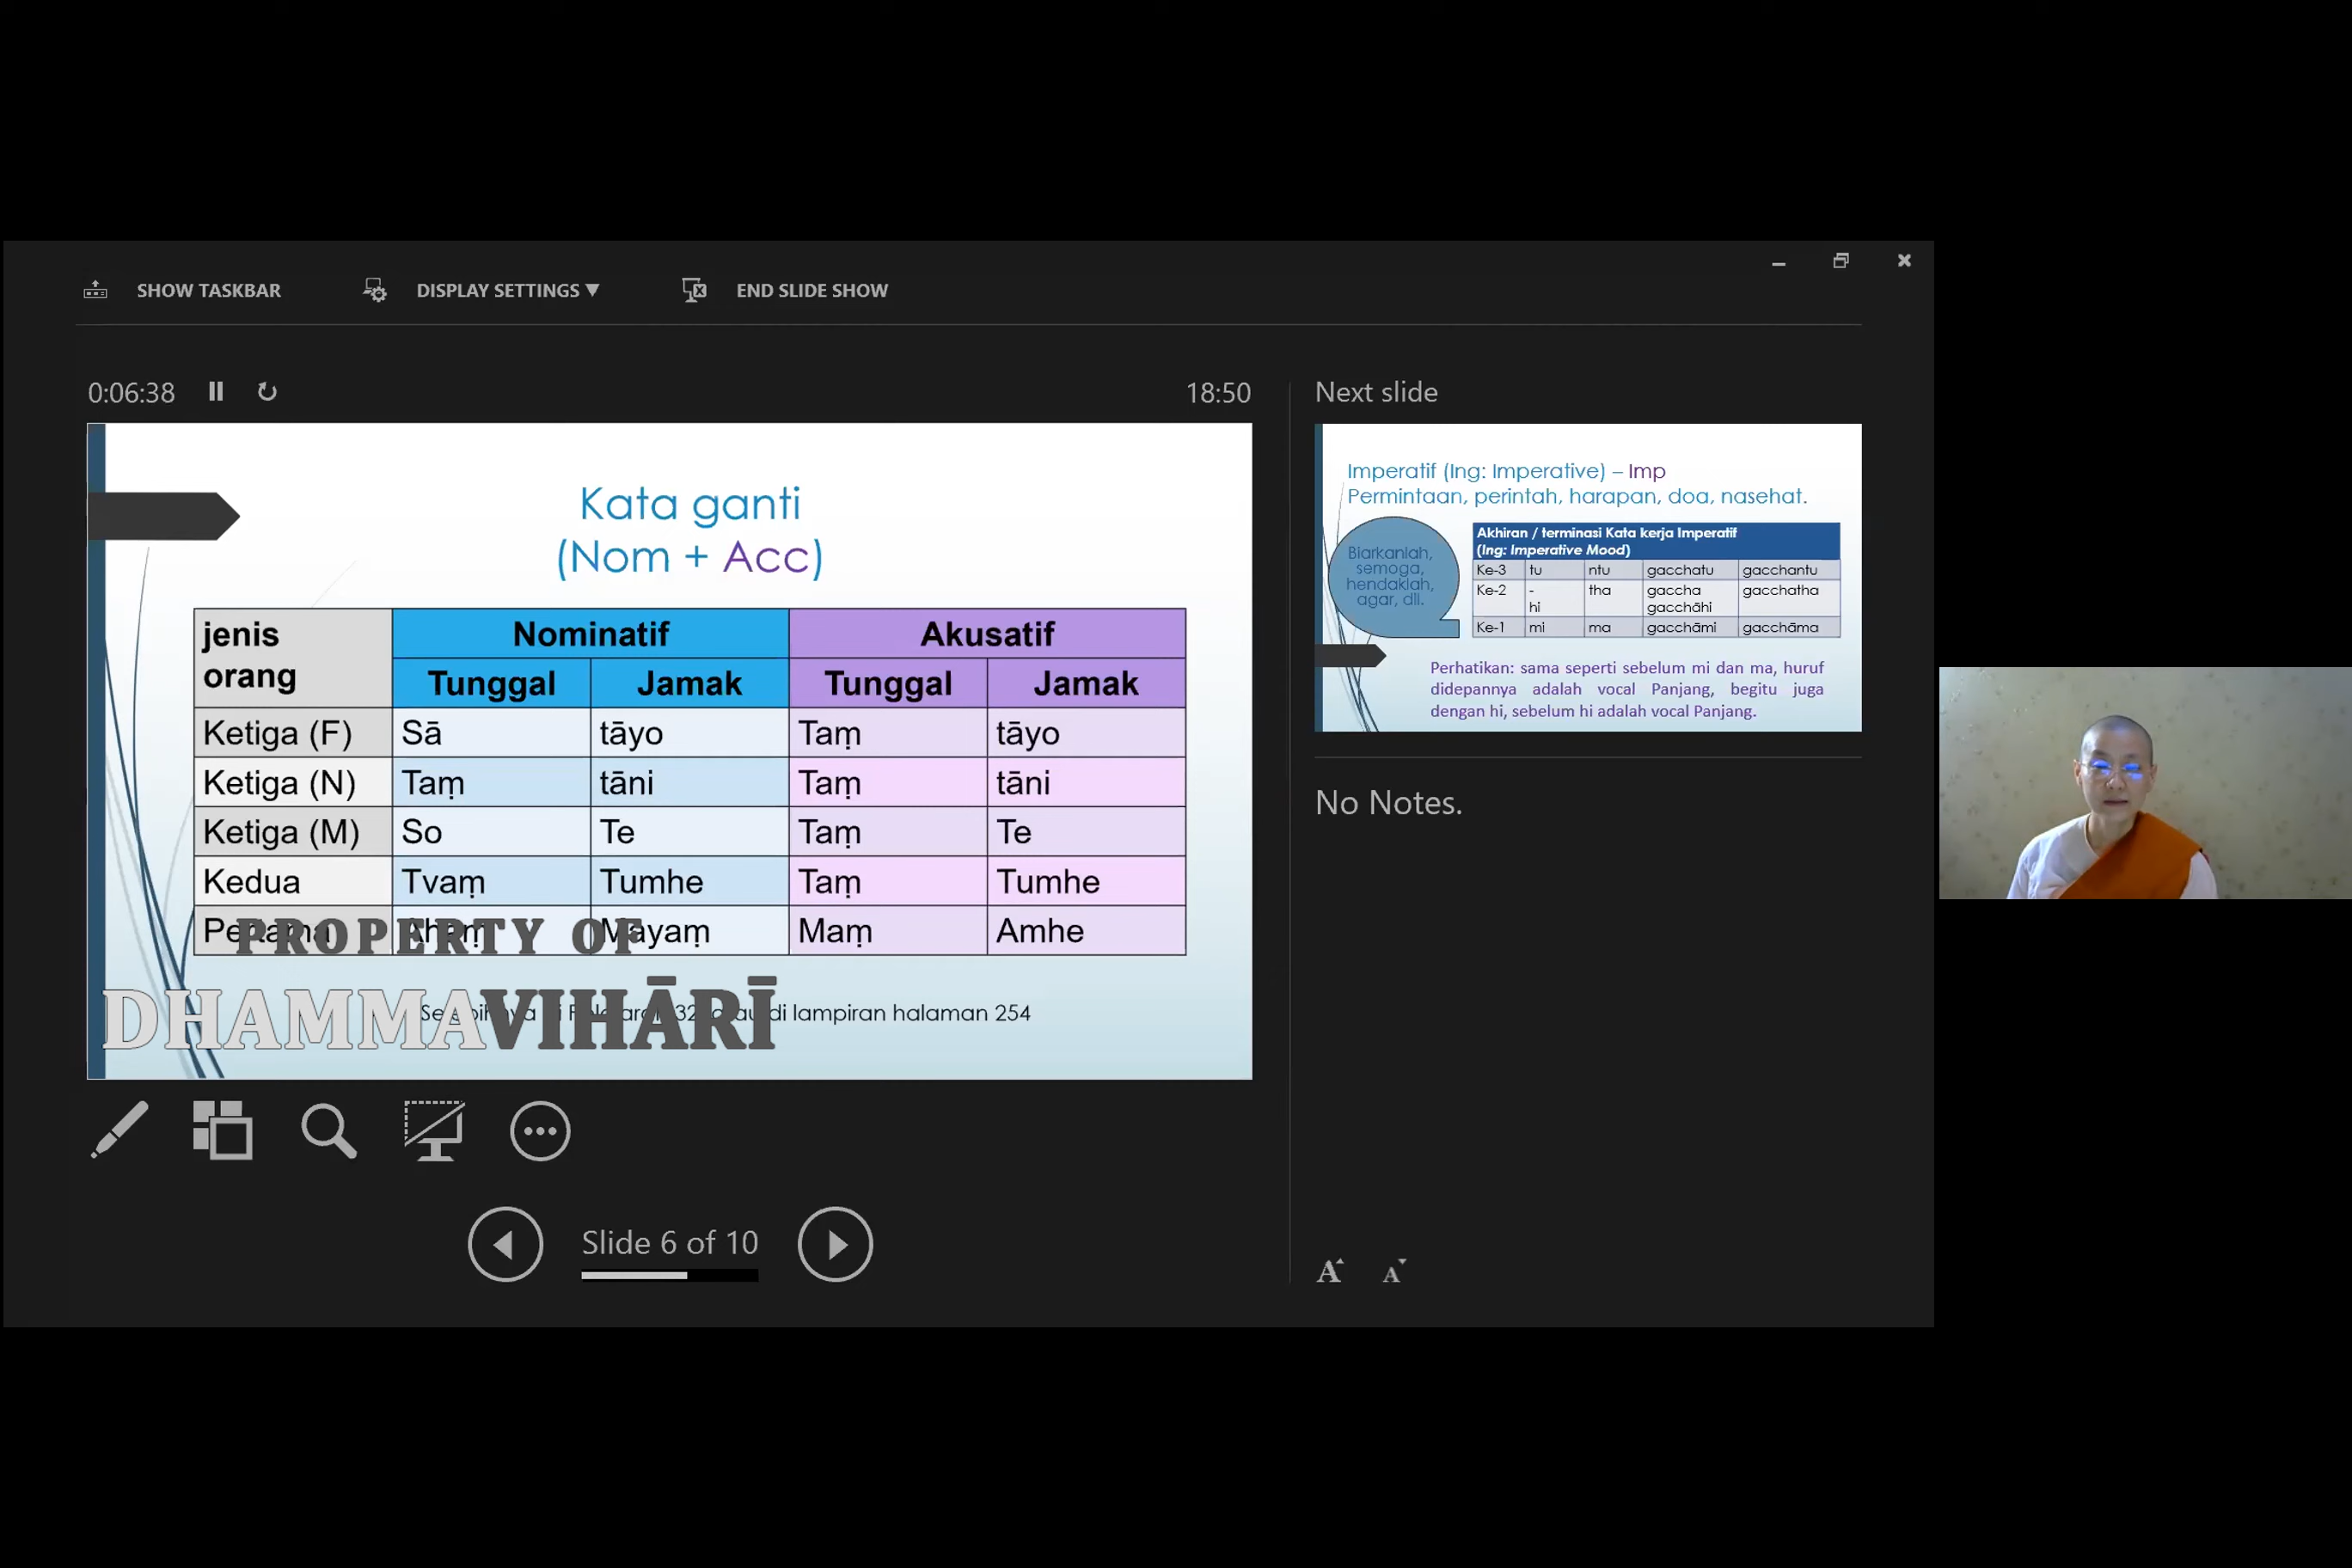 SHOW TASKBAR DISPLAY SETTINGS ▼ END SLIDE SHOW
0:06:38 18:50
Kata ganti
(Nom + Acc)
jenis orang Nominatif Akusatif
Tunggal Jamak Tunggal Jamak
Ketiga (F) Sā tāyo Taṃ tāyo
Ketiga (N) Taṃ tāni Taṃ tāni
Ketiga (M) So Te Taṃ Te
Kedua Tvaṃ Tumhe Taṃ Tumhe
Pertama Ahaṃ Mayaṃ Maṃ Amhe
PROPERTY OF
DHAMMAVIHĀRĪ
di lampiran halaman 254
Slide 6 of 10
Next slide
Imperatif (Ing: Imperative) – Imp
Permintaan, perintah, harapan, doa, nasehat.
Biarkanlah,
semoga,
hendaklah,
agar, dll.
Akhiran / terminasi Kata kerja Imperatif
(Ing: Imperative Mood)
Ke-3 tu ntu gacchatu gacchantu
Ke-2 - tha gaccha gacchatha
hi gacchāhi
Ke-1 mi ma gacchāmi gacchāma
Perhatikan: sama seperti sebelum mi dan ma, huruf
didepannya adalah vocal Panjang, begitu juga
dengan hi, sebelum hi adalah vocal Panjang.
No Notes.
A A